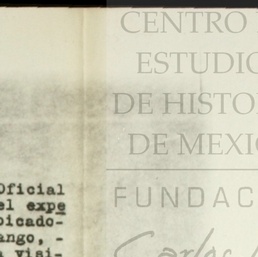 CENTRO
ESTUDIO
DE HISTO
DE MEXIC
FUNDAC
Carlos
Oficial
el expe
bicado-
ango, -
visi-